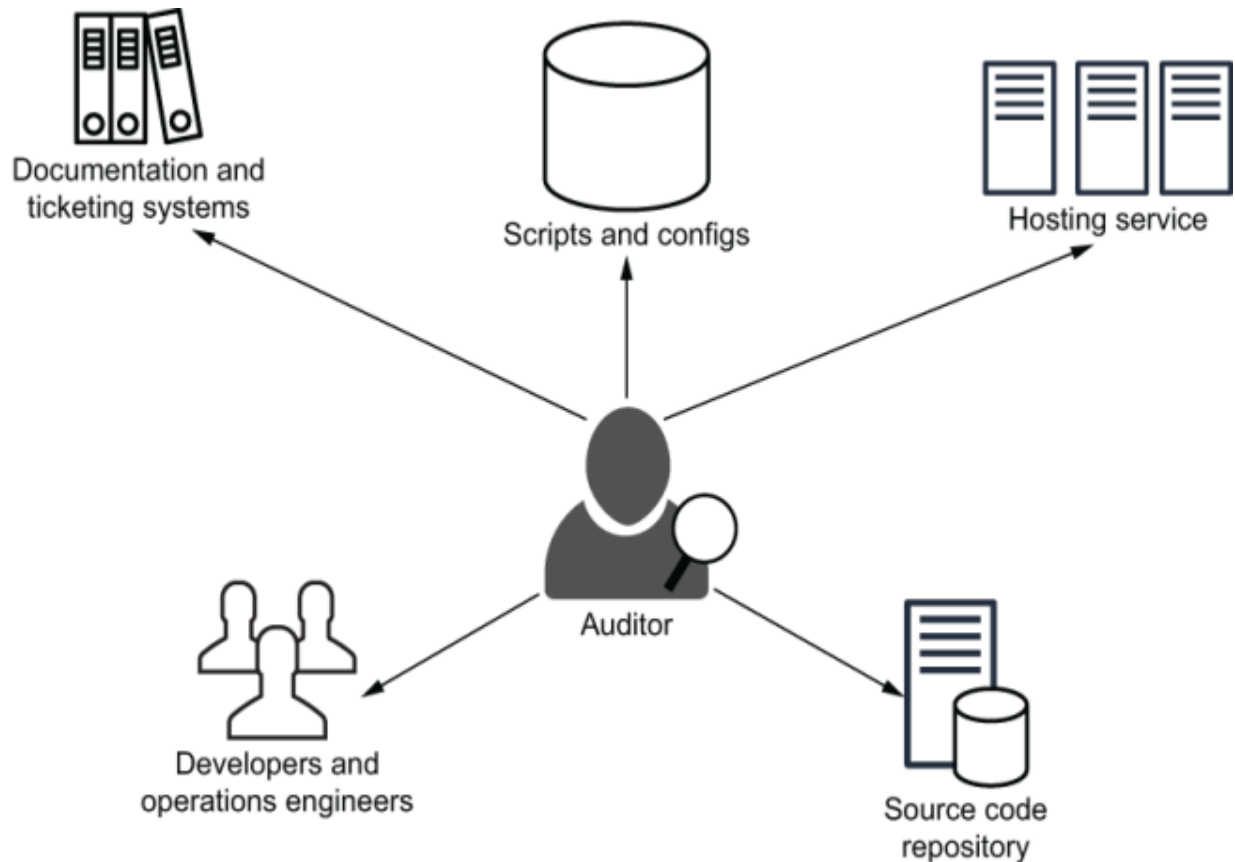 Documentation and
ticketing systems
Scripts and configs
Hosting service
Auditor
Developers and
operations engineers
Source code
repository